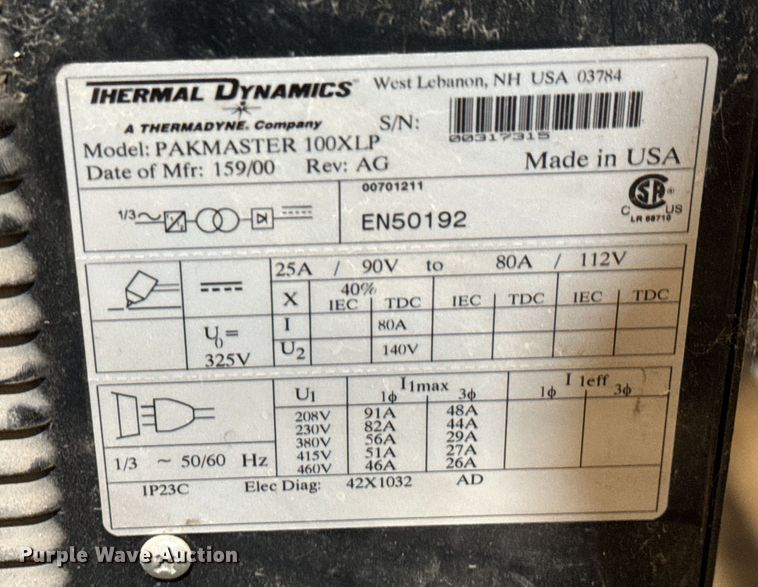 THERMAL DYNAMICS West Lebanon, NH USA 03784
A THERMADYNE. Company S/N: 00317315
Model: PAKMASTER 100XLP
Date of Mfr: 159/00 Rev: AG Made in USA
00701211
1/3 ~ EN50192
C SA ® US
LR 68710
25A / 90V to 80A / 112V
X 40%
IEC TDC IEC TDC IEC TDC
I 80A
U0= 325V U2 140V
U1 I1max I 1eff
1ϕ 3ϕ 1ϕ 3ϕ
208V 91A 48A
230V 82A 44A
380V 56A 29A
415V 51A 27A
460V 46A 26A
1/3 ~ 50/60 Hz
IP23C Elec Diag: 42X1032 AD
Purple Wave Auction